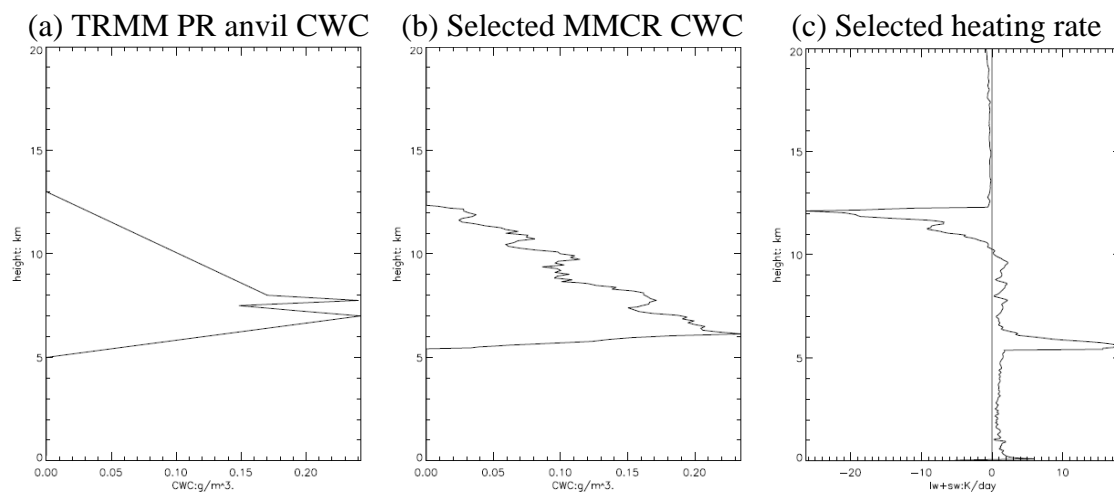 (a) TRMM PR anvil CWC
(b) Selected MMCR CWC
(c) Selected heating rate
20
15
10
5
0
height: km
0.00 0.05 0.10 0.15 0.20
CWC:g/m^3.
20
15
10
5
0
height: km
0.00 0.05 0.10 0.15 0.20
CWC:g/m^3.
20
15
10
5
0
height: km
−20 −10 0 10
lw+sw:K/day